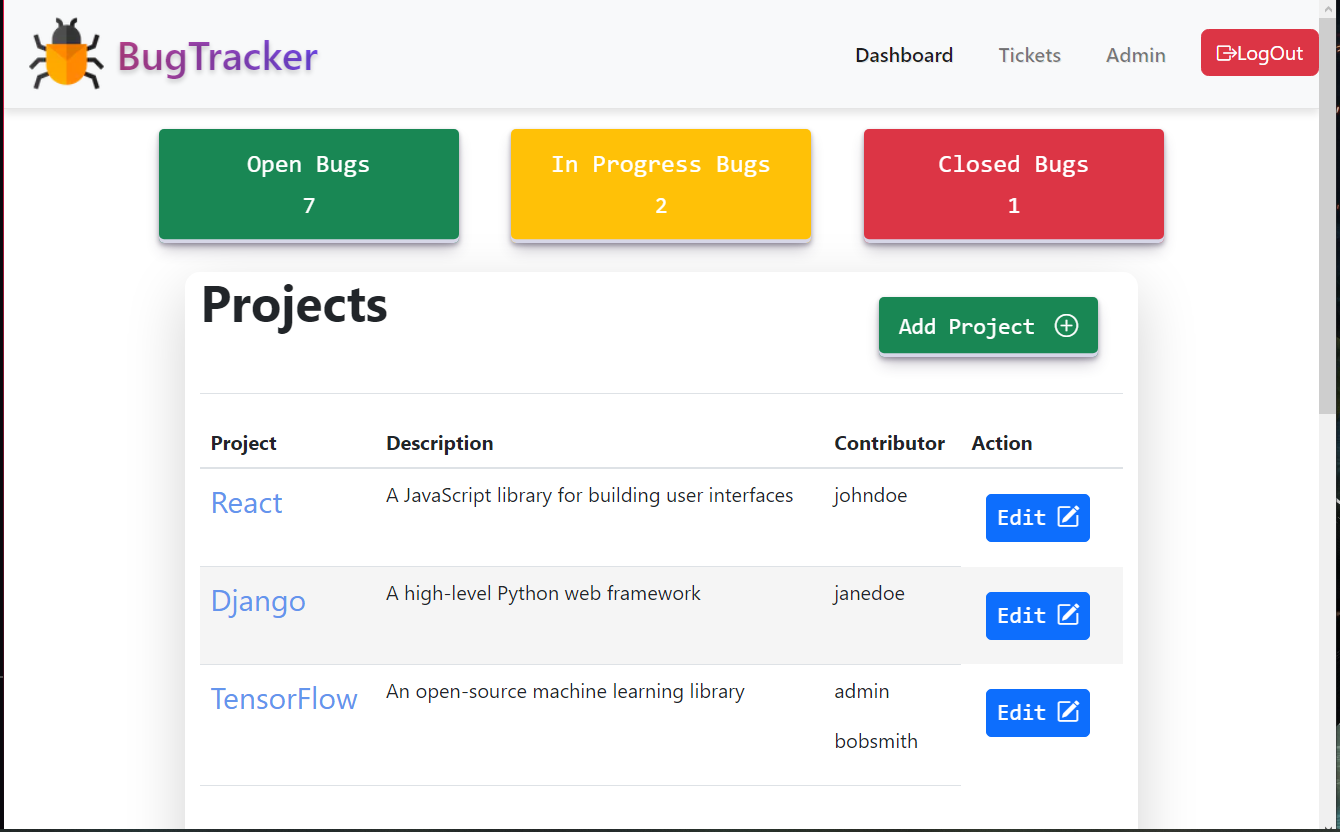 BugTracker
Dashboard Tickets Admin LogOut
Open Bugs
7
In Progress Bugs
2
Closed Bugs
1
Projects
Add Project
Project Description Contributor Action
React A JavaScript library for building user interfaces johndoe Edit
Django A high-level Python web framework janedoe Edit
TensorFlow An open-source machine learning library admin Edit
bobsmith